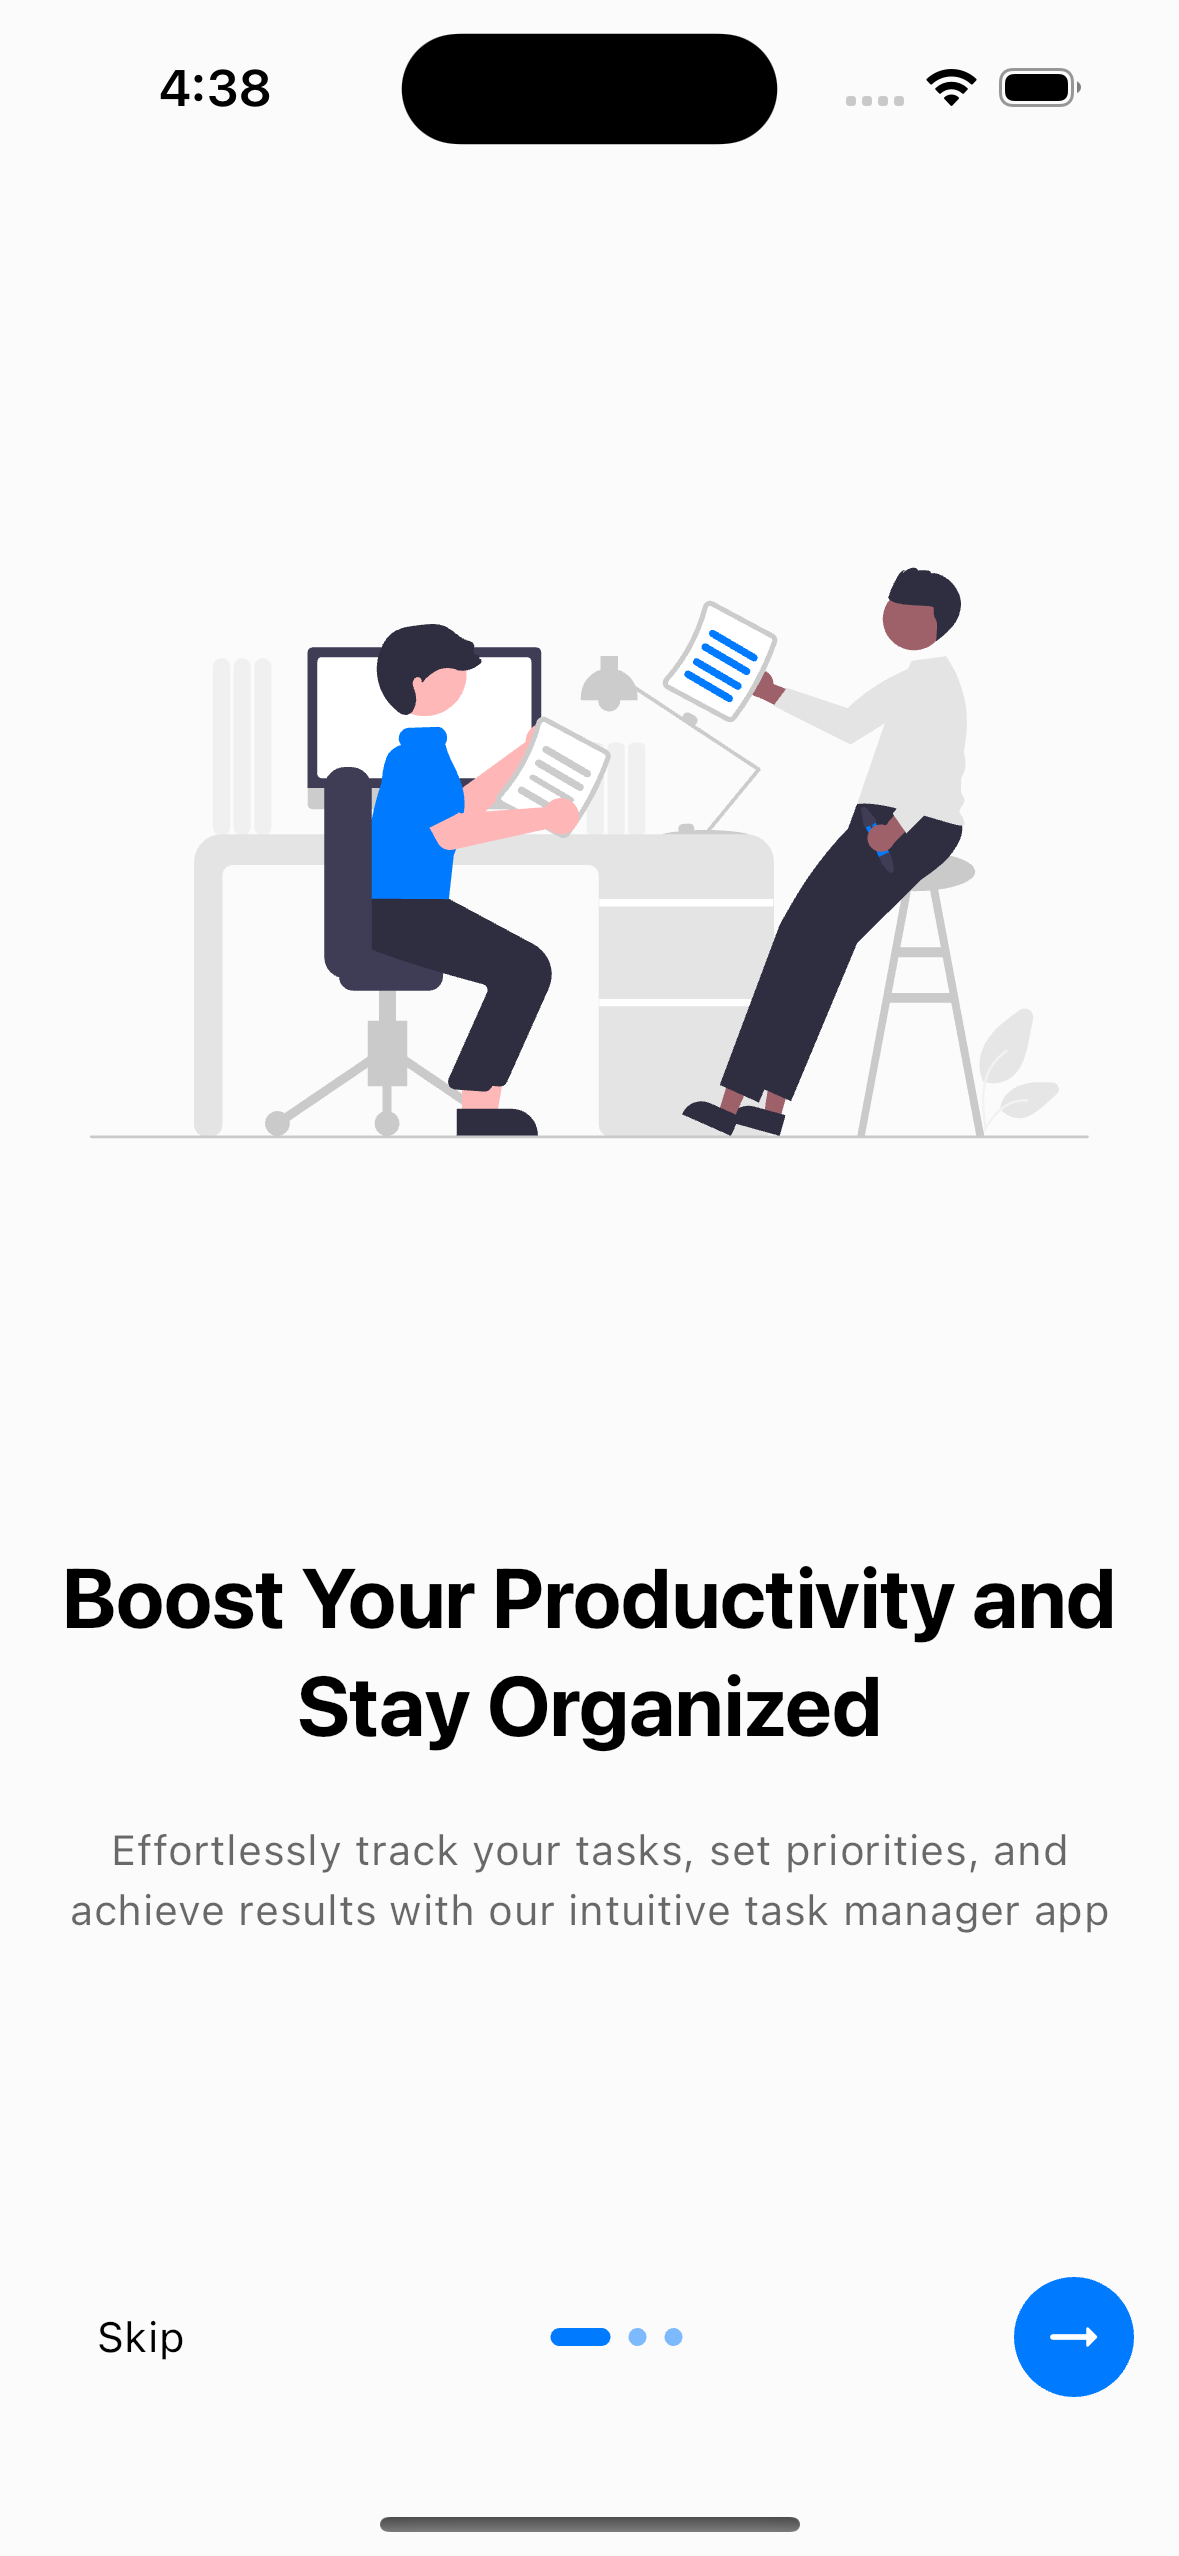 4:38
Boost Your Productivity and
Stay Organized
Effortlessly track your tasks, set priorities, and
achieve results with our intuitive task manager app
Skip